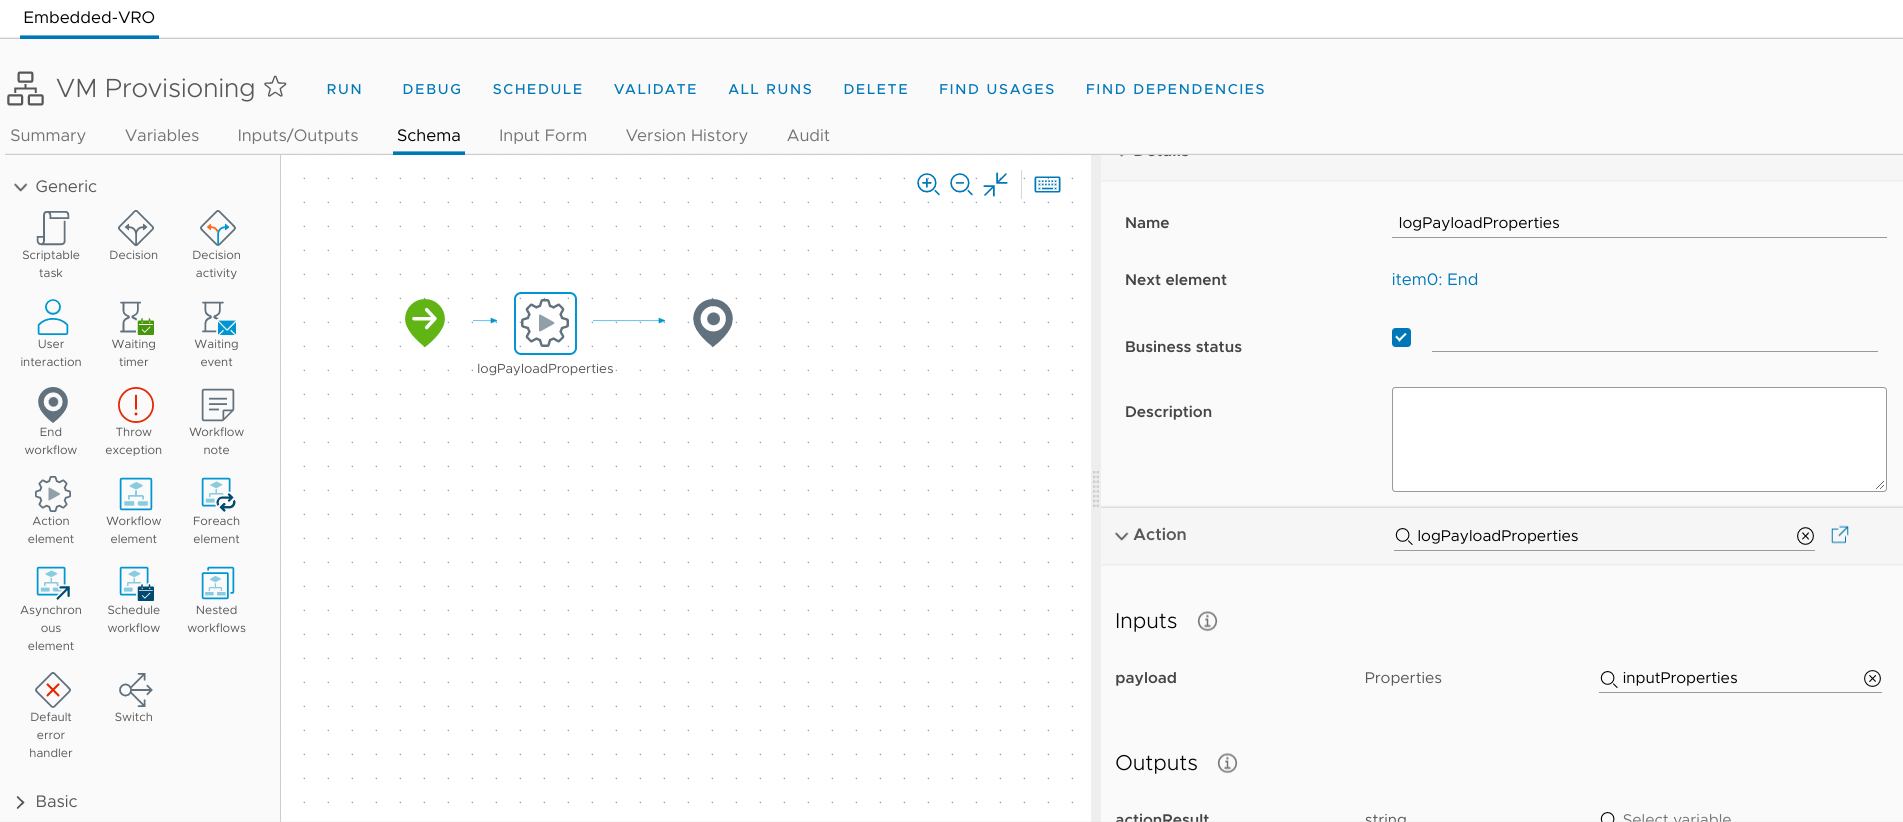 Embedded-VRO
VM Provisioning
RUN DEBUG SCHEDULE VALIDATE ALL RUNS DELETE FIND USAGES FIND DEPENDENCIES
Summary Variables Inputs/Outputs Schema Input Form Version History Audit
Generic
Scriptable task
Decision
Decision activity
User interaction
Waiting timer
Waiting event
End workflow
Throw exception
Workflow note
Action element
Workflow element
Foreach element
Asynchron
ous
element
Schedule workflow
Nested workflows
Default error handler
Switch
Basic
logPayloadProperties
Details
Name logPayloadProperties
Next element item0: End
Business status
Description
Action logPayloadProperties
Inputs
payload Properties inputProperties
Outputs
actionResult string Select variable